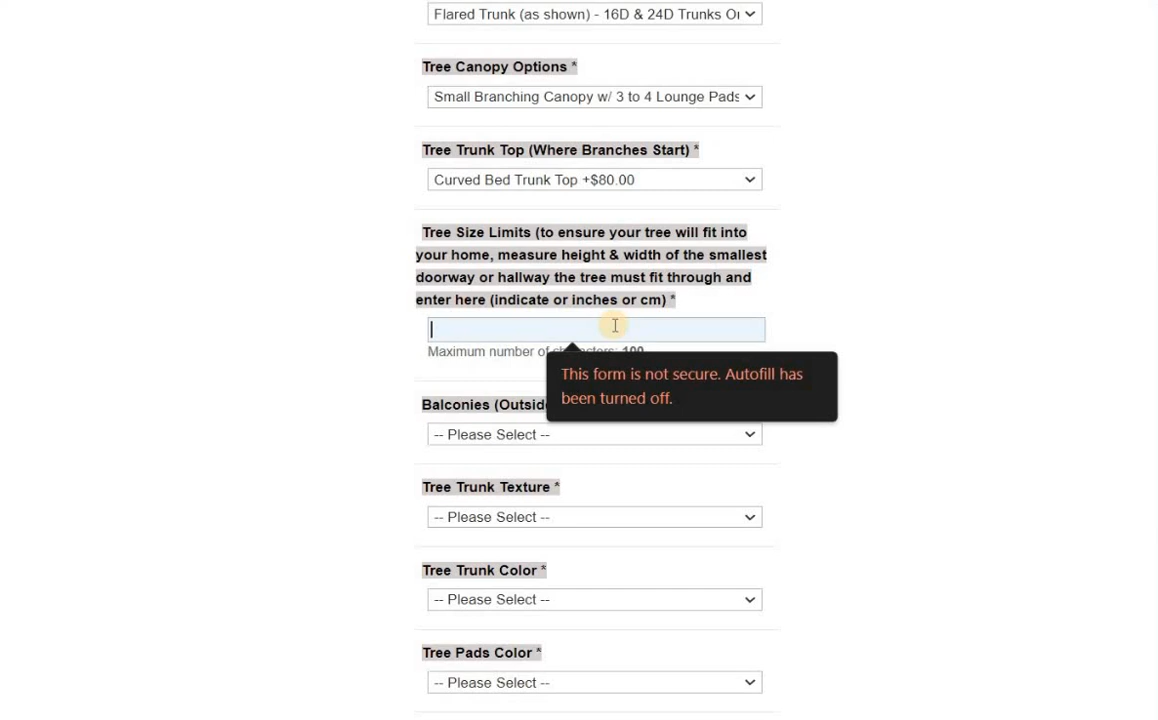 Flared Trunk (as shown) - 16D & 24D Trunks
Tree Canopy Options *
Small Branching Canopy w/ 3 to 4 Lounge Pads
Tree Trunk Top (Where Branches Start) *
Curved Bed Trunk Top +$80.00
Tree Size Limits (to ensure your tree will fit into
your home, measure height & width of the smallest
doorway or hallway the tree must fit through and
enter here (indicate or inches or cm) *
Maximum number of characters: 100
This form is not secure. Autofill has
been turned off.
Balconies (Outside
-- Please Select --
Tree Trunk Texture *
-- Please Select --
Tree Trunk Color *
-- Please Select --
Tree Pads Color *
-- Please Select --